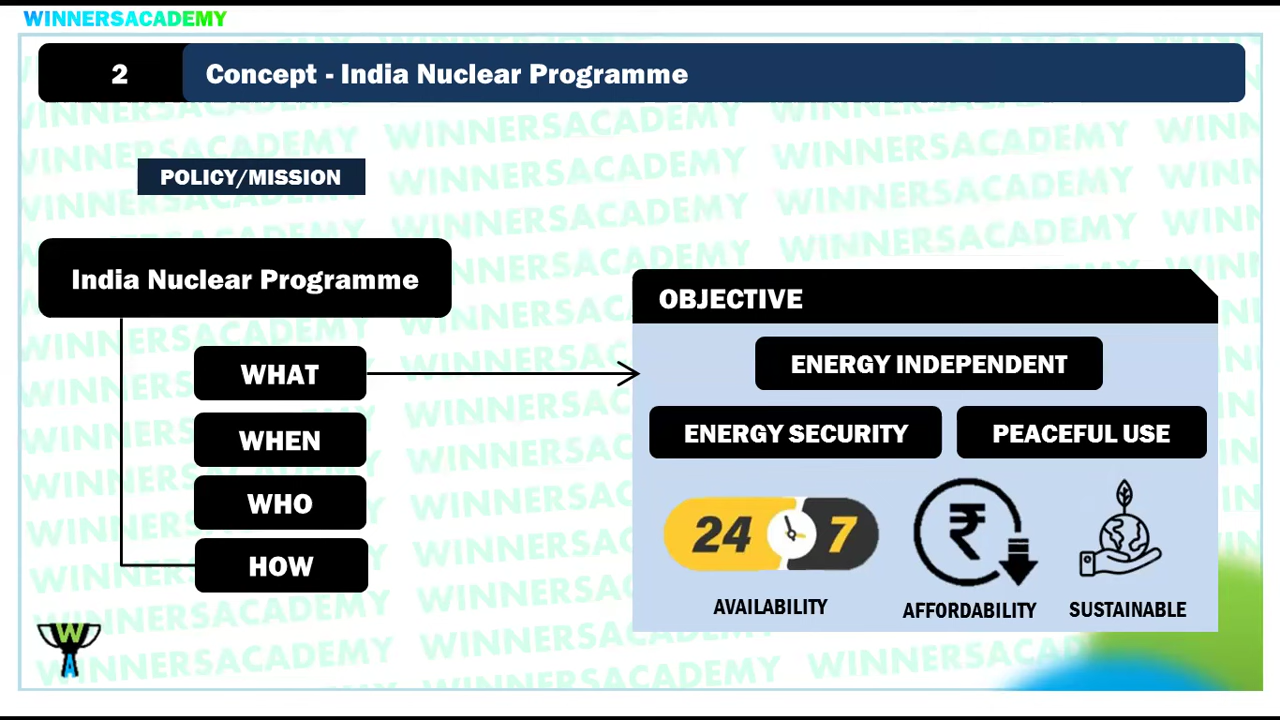 WINNERSACADEMY
2 Concept - India Nuclear Programme
POLICY/MISSION
India Nuclear Programme
WHAT
WHEN
WHO
HOW
OBJECTIVE
ENERGY INDEPENDENT
ENERGY SECURITY PEACEFUL USE
24 7
₹
AVAILABILITY AFFORDABILITY SUSTAINABLE
W
A